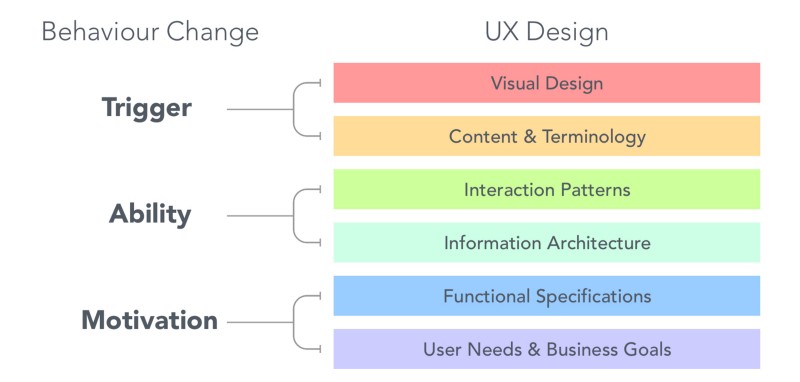 Behaviour Change
UX Design
Trigger
Visual Design
Content & Terminology
Ability
Interaction Patterns
Information Architecture
Motivation
Functional Specifications
User Needs & Business Goals